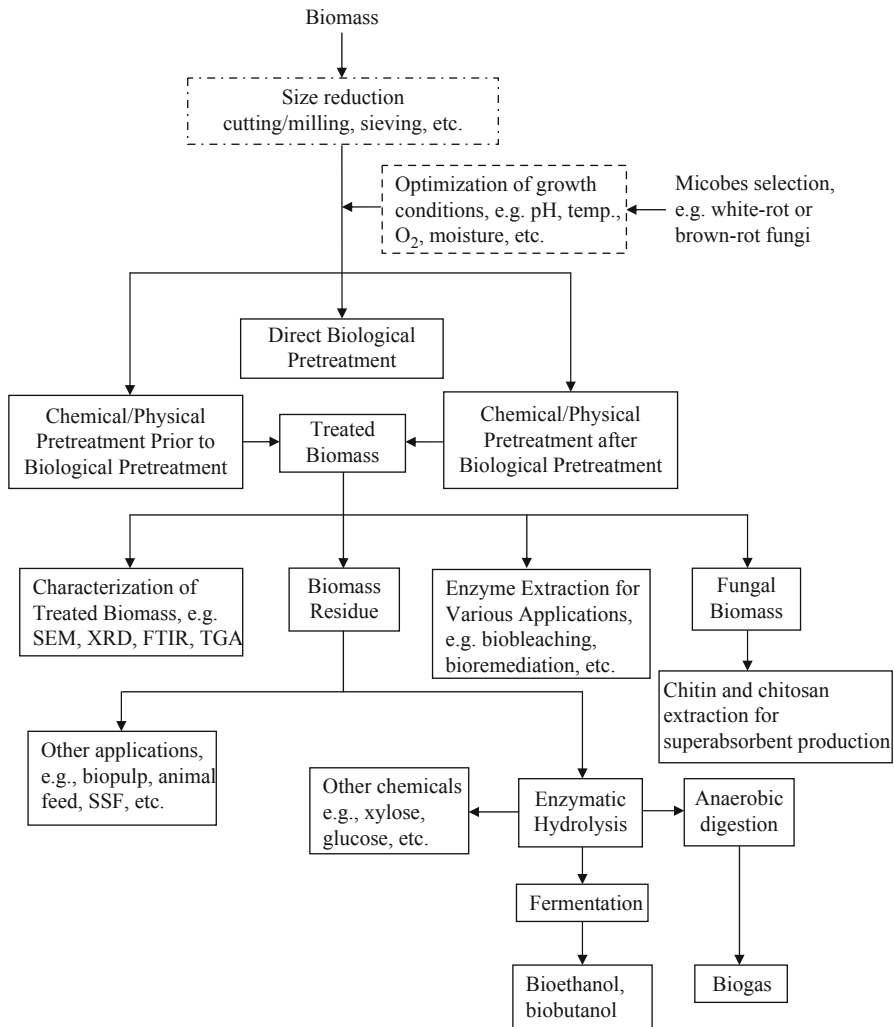 Biomass
Size reduction
cutting/milling, sieving, etc.
Optimization of growth
conditions, e.g. pH, temp.,
O2, moisture, etc.
Micobes selection,
e.g. white-rot or
brown-rot fungi
Direct Biological
Pretreatment
Chemical/Physical
Pretreatment Prior to
Biological Pretreatment
Treated
Biomass
Chemical/Physical
Pretreatment after
Biological Pretreatment
Characterization of
Treated Biomass, e.g.
SEM, XRD, FTIR, TGA
Biomass
Residue
Enzyme Extraction for
Various Applications,
e.g. biobleaching,
bioremediation, etc.
Fungal
Biomass
Chitin and chitosan
extraction for
superabsorbent production
Other applications,
e.g., biopulp, animal
feed, SSF, etc.
Other chemicals
e.g., xylose,
glucose, etc.
Enzymatic
Hydrolysis
Anaerobic
digestion
Fermentation
Bioethanol,
biobutanol
Biogas